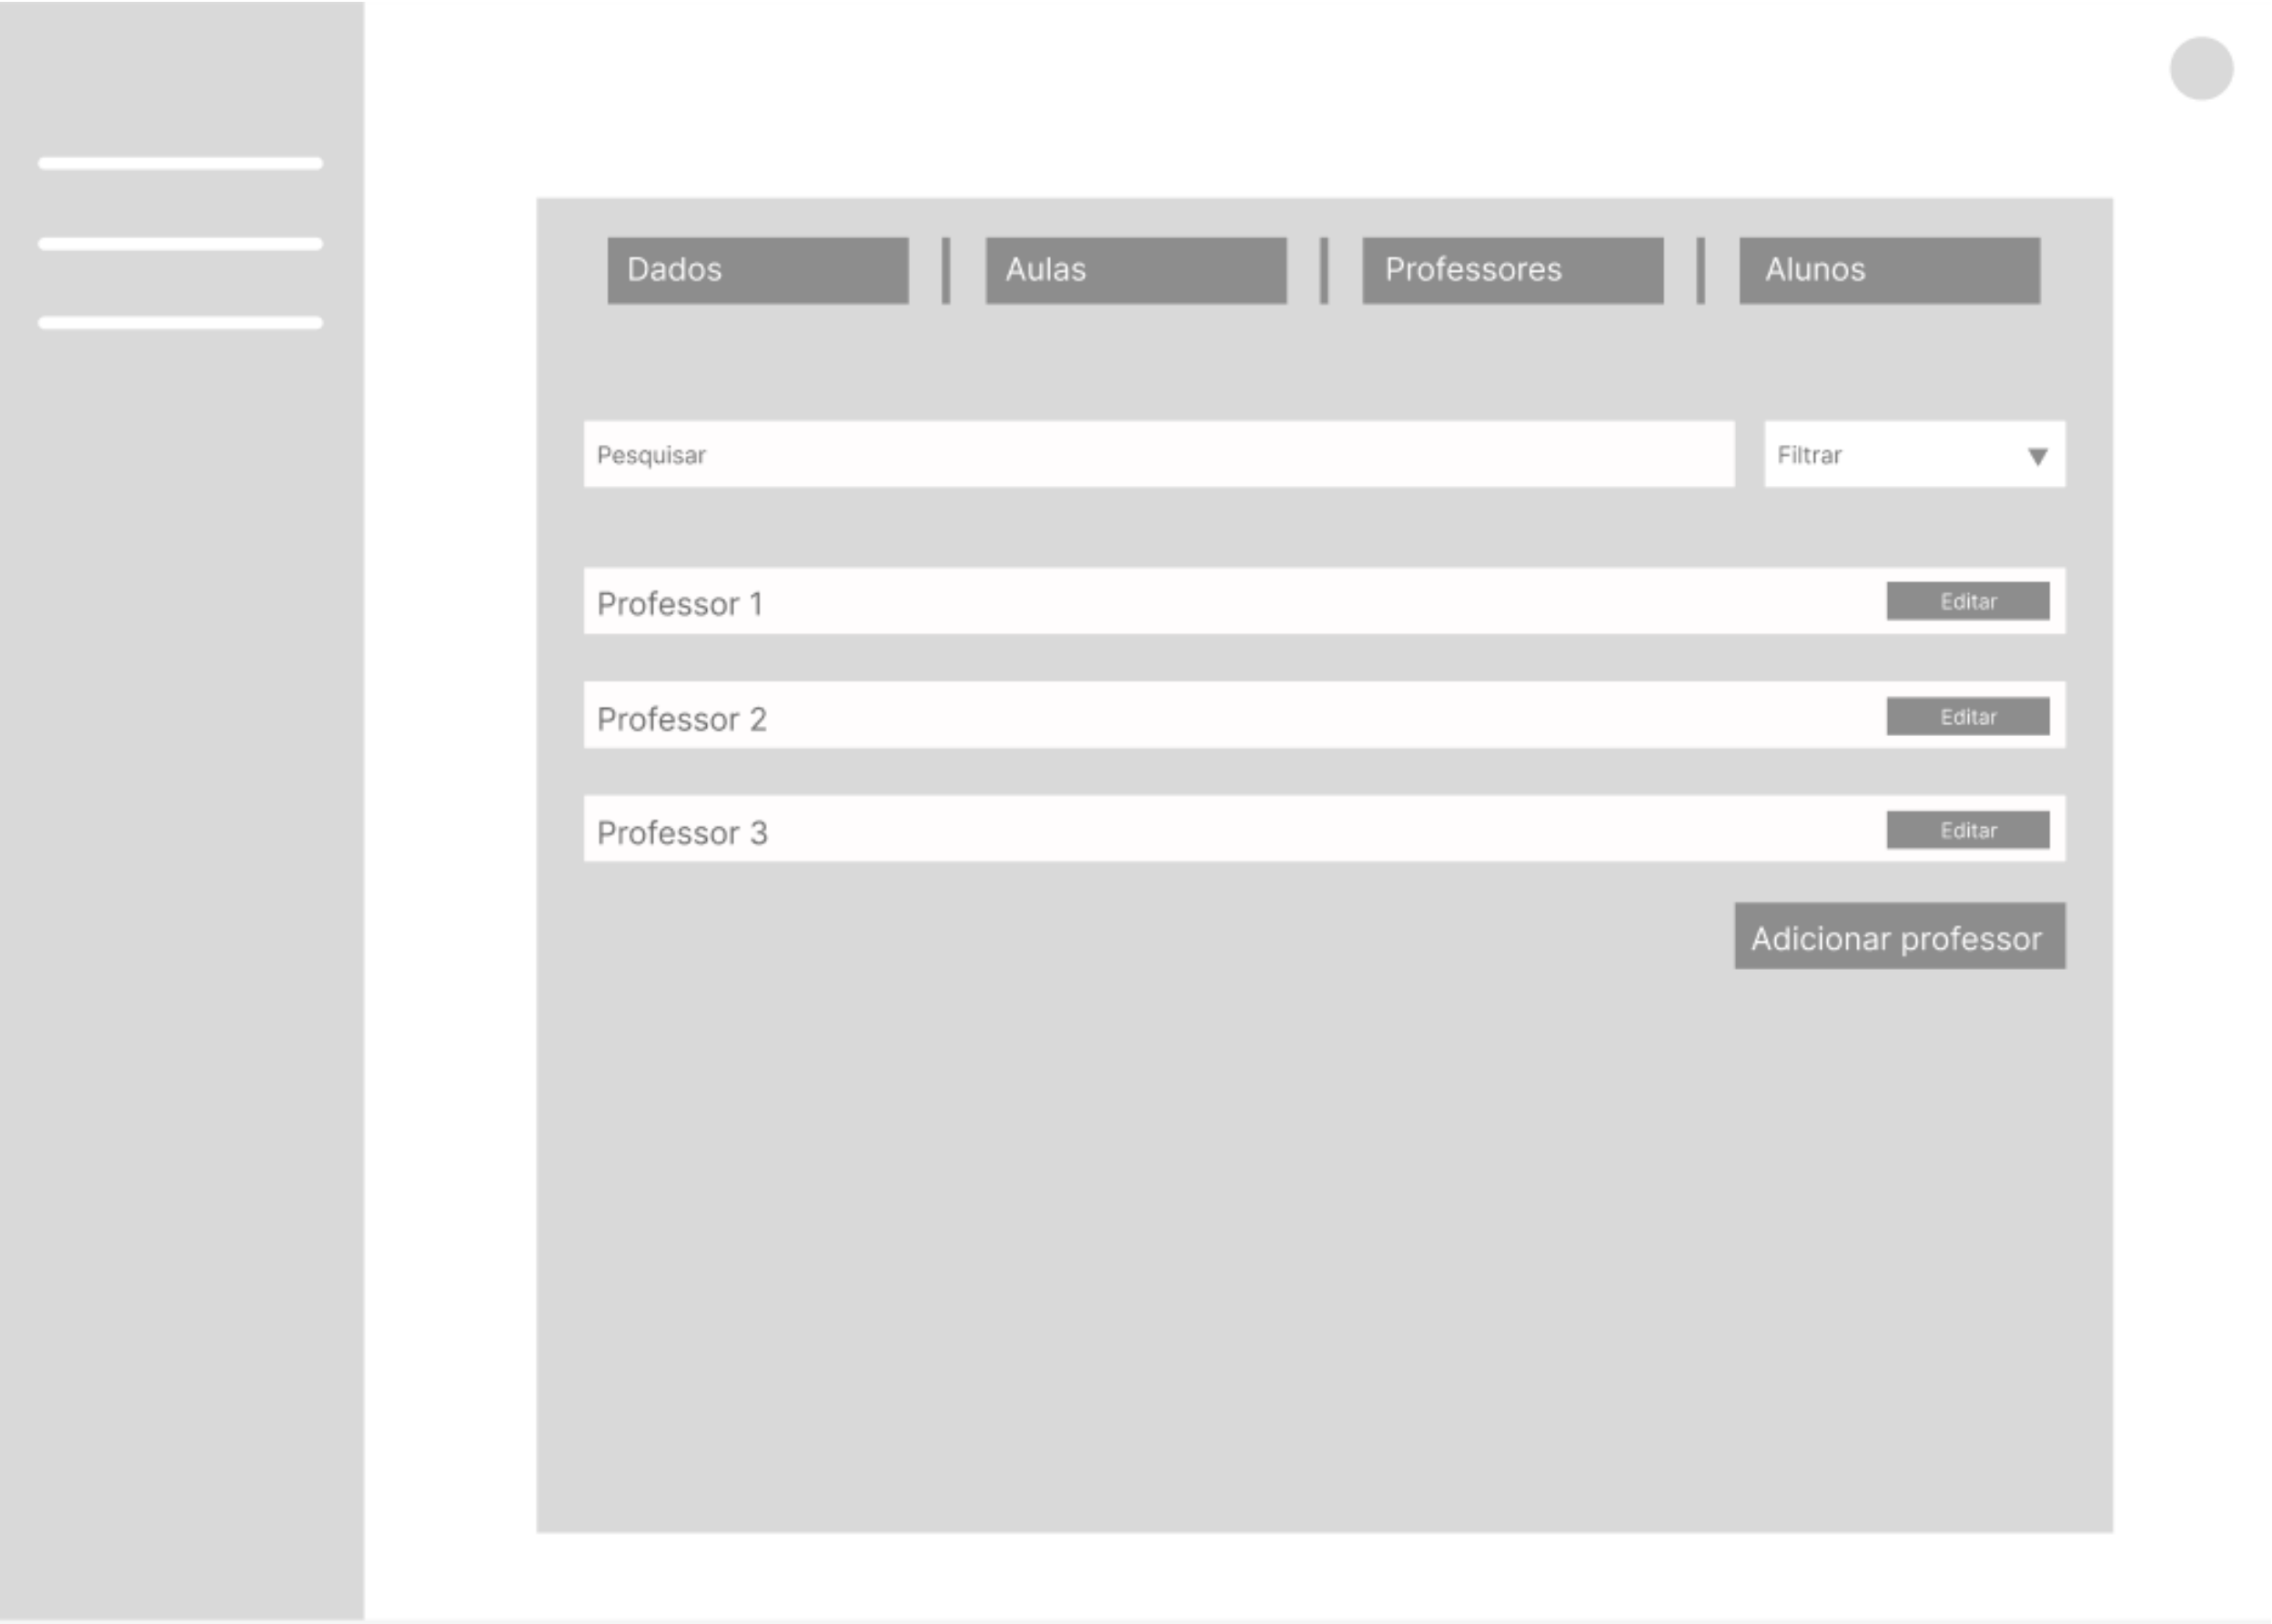 Dados
Aulas
Professores
Alunos
Pesquisar
Filtrar
Professor 1
Editar
Professor 2
Editar
Professor 3
Editar
Adicionar professor